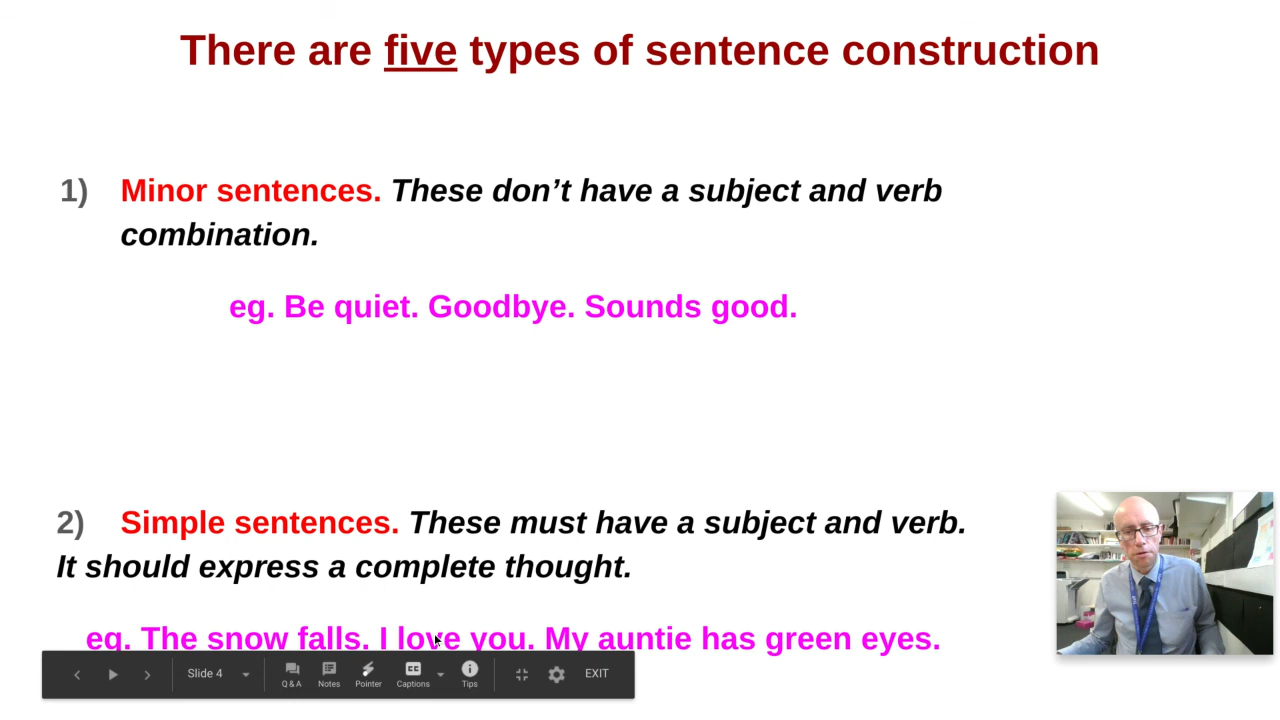 There are five types of sentence construction
1) Minor sentences. These don’t have a subject and verb
combination.
eg. Be quiet. Goodbye. Sounds good.
2) Simple sentences. These must have a subject and verb.
It should express a complete thought.
eg. The snow falls. I love you. My auntie has green eyes.
Slide 4 Q & A Notes Pointer CC Captions Tips EXIT